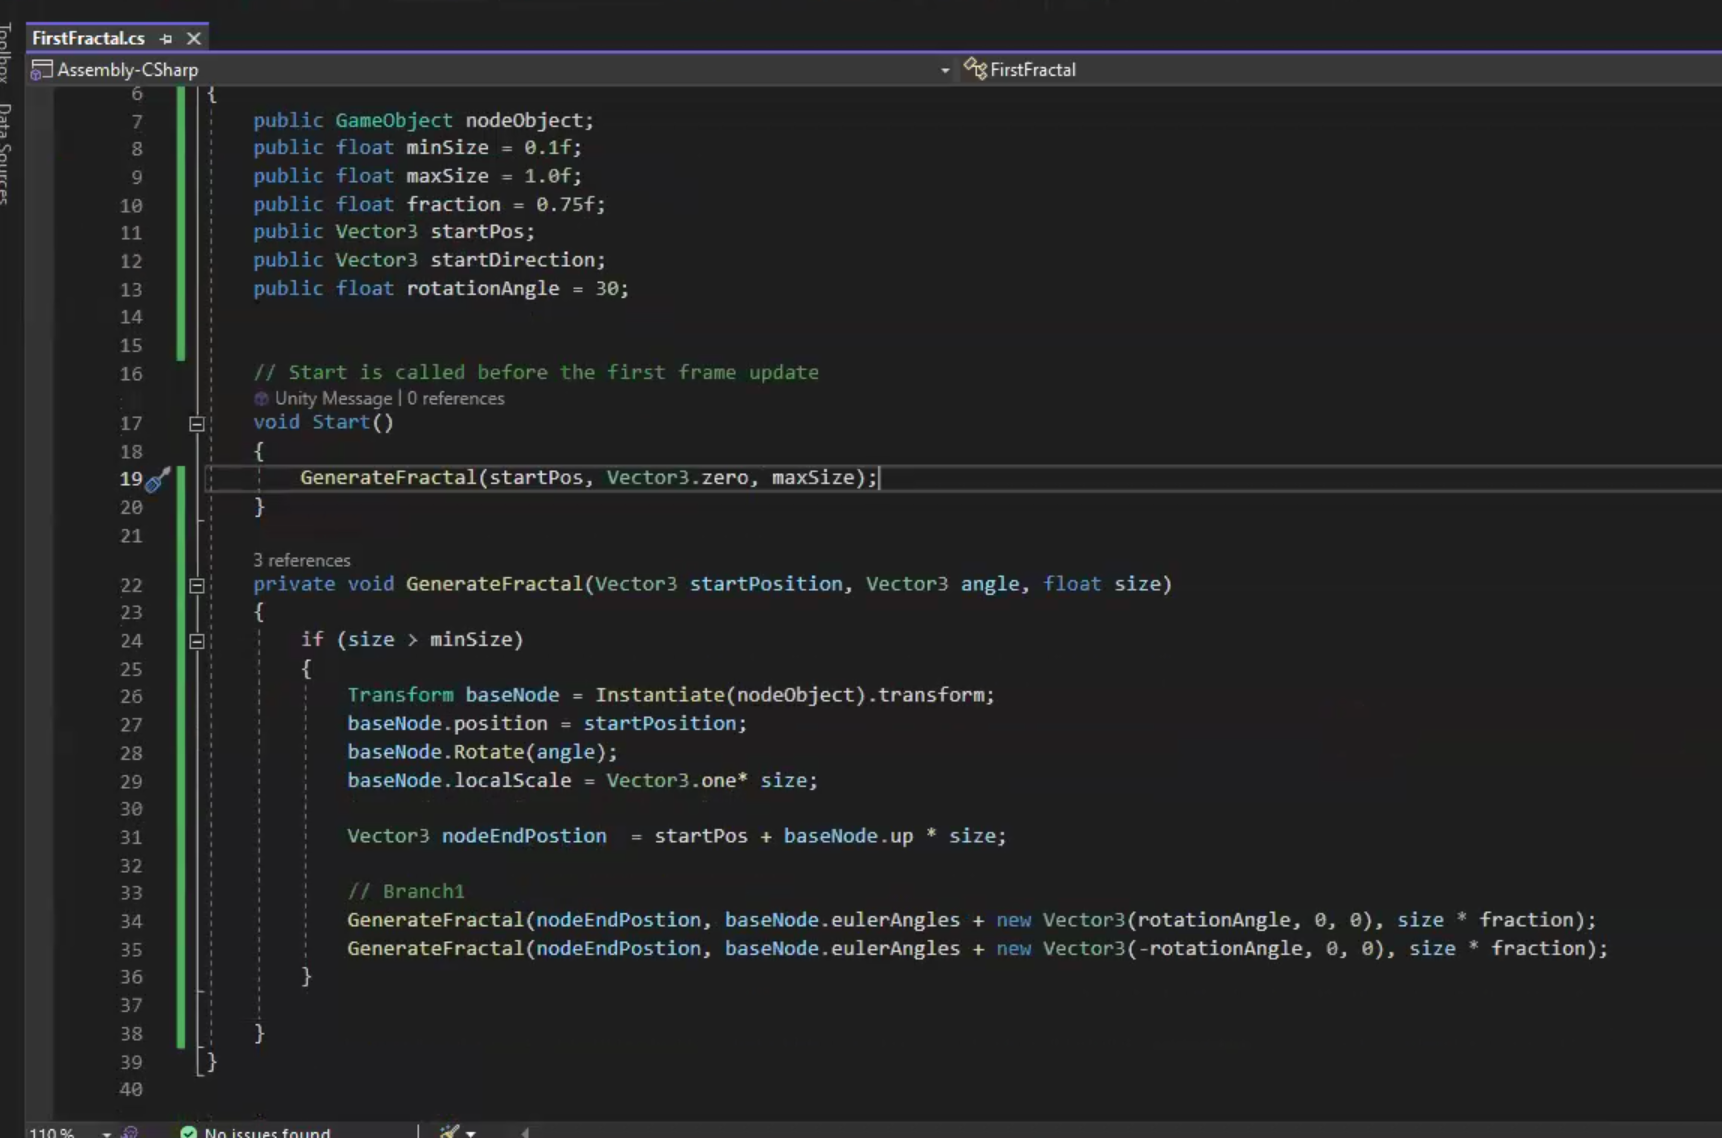 Toolbox
Data Sources
FirstFractal.cs
Assembly-CSharp FirstFractal
6 {
7 public GameObject nodeObject;
8 public float minSize = 0.1f;
9 public float maxSize = 1.0f;
10 public float fraction = 0.75f;
11 public Vector3 startPos;
12 public Vector3 startDirection;
13 public float rotationAngle = 30;
14
15
16 // Start is called before the first frame update
Unity Message | 0 references
17 void Start()
18 {
19 GenerateFractal(startPos, Vector3.zero, maxSize);
20 }
21
3 references
22 private void GenerateFractal(Vector3 startPosition, Vector3 angle, float size)
23 {
24 if (size > minSize)
25 {
26 Transform baseNode = Instantiate(nodeObject).transform;
27 baseNode.position = startPosition;
28 baseNode.Rotate(angle);
29 baseNode.localScale = Vector3.one* size;
30
31 Vector3 nodeEndPostion  = startPos + baseNode.up * size;
32
33 // Branch1
34 GenerateFractal(nodeEndPostion, baseNode.eulerAngles + new Vector3(rotationAngle, 0, 0), size * fraction);
35 GenerateFractal(nodeEndPostion, baseNode.eulerAngles + new Vector3(-rotationAngle, 0, 0), size * fraction);
36 }
37
38 }
39 }
40
110 % No issues found